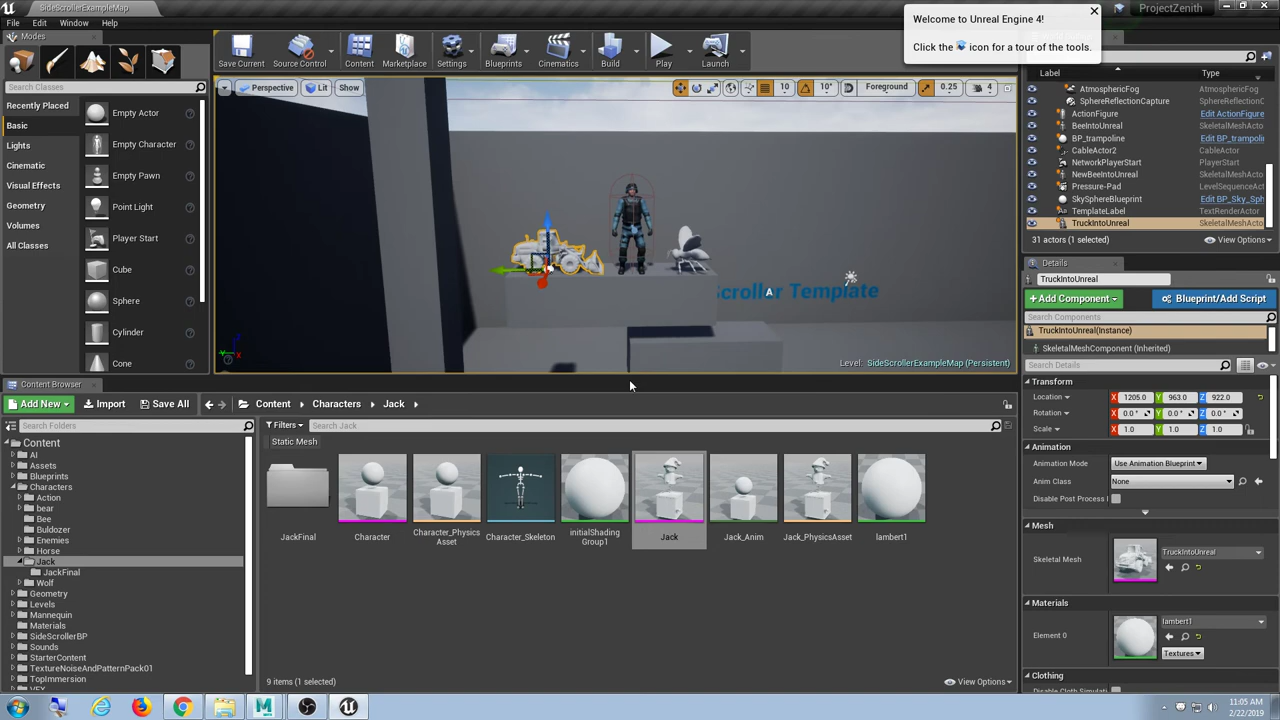 SideScrollerExampleMap
ProjectZenith
File Edit Window Help
Welcome to Unreal Engine 4!
Click the icon for a tour of the tools.
Modes
Search Classes
Recently Placed
Basic
Lights
Cinematic
Visual Effects
Geometry
Volumes
All Classes
Empty Actor
Empty Character
Empty Pawn
Point Light
Player Start
Cube
Sphere
Cylinder
Cone
Save Current
Source Control
Content
Marketplace
Settings
Blueprints
Cinematics
Build
Play
Launch
Perspective Lit Show
10 10° 0.25 4
Foreground
Scroller Template
A
Level: SideScrollerExampleMap (Persistent)
Label Type
AtmosphericFog AtmosphericFog
SphereReflectionCapture SphereReflectionCapture
ActionFigure Edit ActionFigure
BeeIntoUnreal SkeletalMeshActo
BP_trampoline Edit BP_trampoli
CableActor2 CableActor
NetworkPlayerStart PlayerStart
NewBeeIntoUnreal SkeletalMeshActo
Pressure-Pad LevelSequenceAc
SkySphereBlueprint Edit BP_Sky_Sph
TemplateLabel TextRenderActor
TruckIntoUnreal SkeletalMeshActo
31 actors (1 selected) View Options
Details
TruckIntoUnreal
+Add Component Blueprint/Add Script
Search Components
TruckIntoUnreal(Instance)
SkeletalMeshComponent (Inherited)
Search Details
Transform
Location X 1205.0 Y 963.0 Z 922.0
Rotation X 0.0° Y 0.0° Z 0.0°
Scale X 1.0 Y 1.0 Z 1.0
Animation
Animation Mode Use Animation Blueprint
Anim Class None
Disable Post Process
Mesh
Skeletal Mesh TruckIntoUnreal
Materials
Element 0 lambert1
Textures
Clothing
Disable Cloth Simulati
Content Browser
Add New Import Save All Content Characters Jack
Search Folders
Filters Search Jack
Static Mesh
Content
AI
Assets
Blueprints
Characters
Action
bear
Bee
Buldozer
Enemies
Horse
Jack
JackFinal
Wolf
Geometry
Levels
Mannequin
Materials
SideScrollerBP
Sounds
StarterContent
TextureNoiseAndPatternPack01
TopImmersion
VFX
JackFinal
Character
Character_Physics
Asset
Character_Skeleton
initialShading
Group1
Jack
Jack_Anim
Jack_PhysicsAsset
lambert1
9 items (1 selected) View Options
11:05 AM
2/22/2019